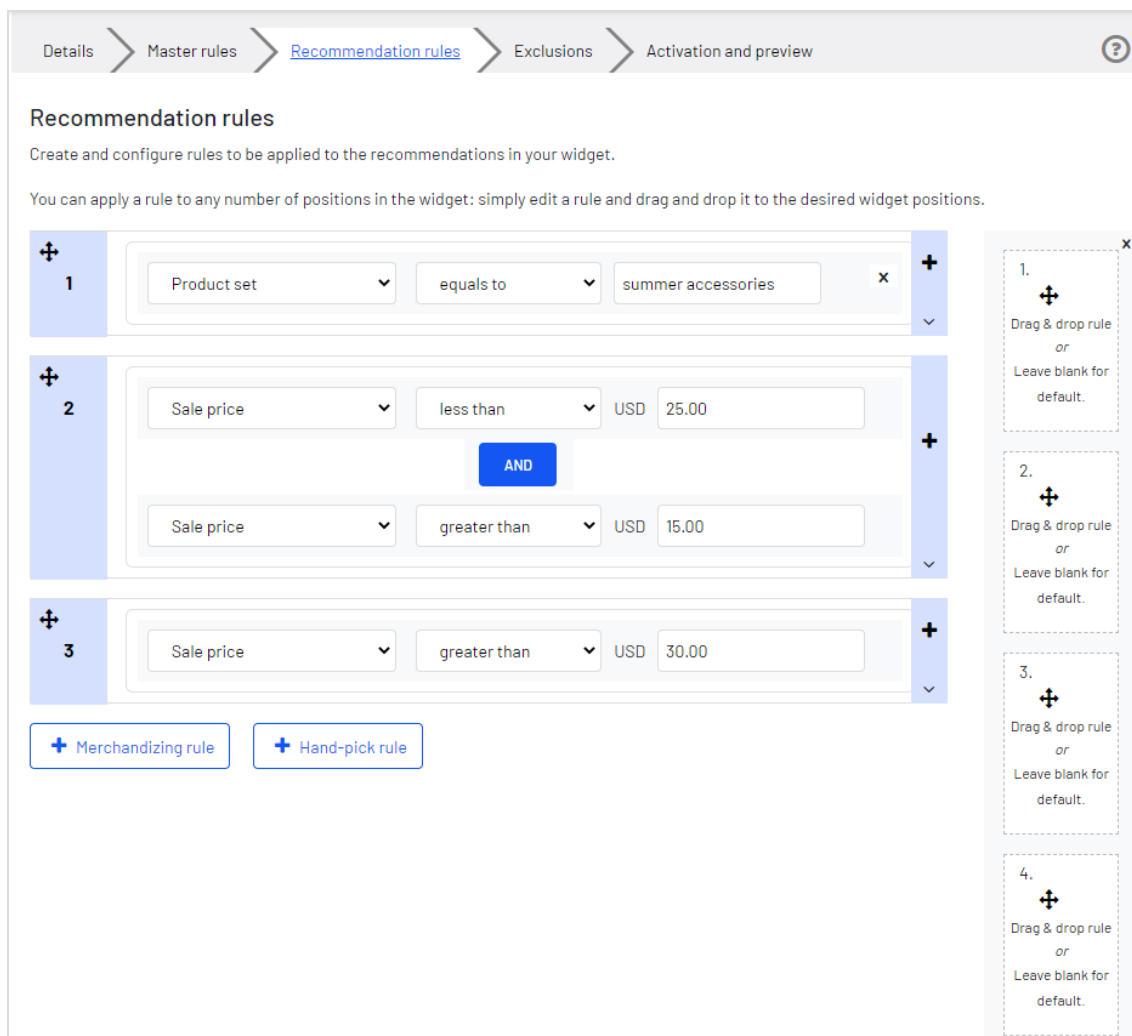 Details Master rules Recommendation rules Exclusions Activation and preview ?
Recommendation rules
Create and configure rules to be applied to the recommendations in your widget.
You can apply a rule to any number of positions in the widget: simply edit a rule and drag and drop it to the desired widget positions.
1
Product set equals to summer accessories x
2
Sale price less than USD 25.00
AND
Sale price greater than USD 15.00
3
Sale price greater than USD 30.00
+ Merchandizing rule + Hand-pick rule
x
1.
Drag & drop rule
or
Leave blank for
default.
2.
Drag & drop rule
or
Leave blank for
default.
3.
Drag & drop rule
or
Leave blank for
default.
4.
Drag & drop rule
or
Leave blank for
default.